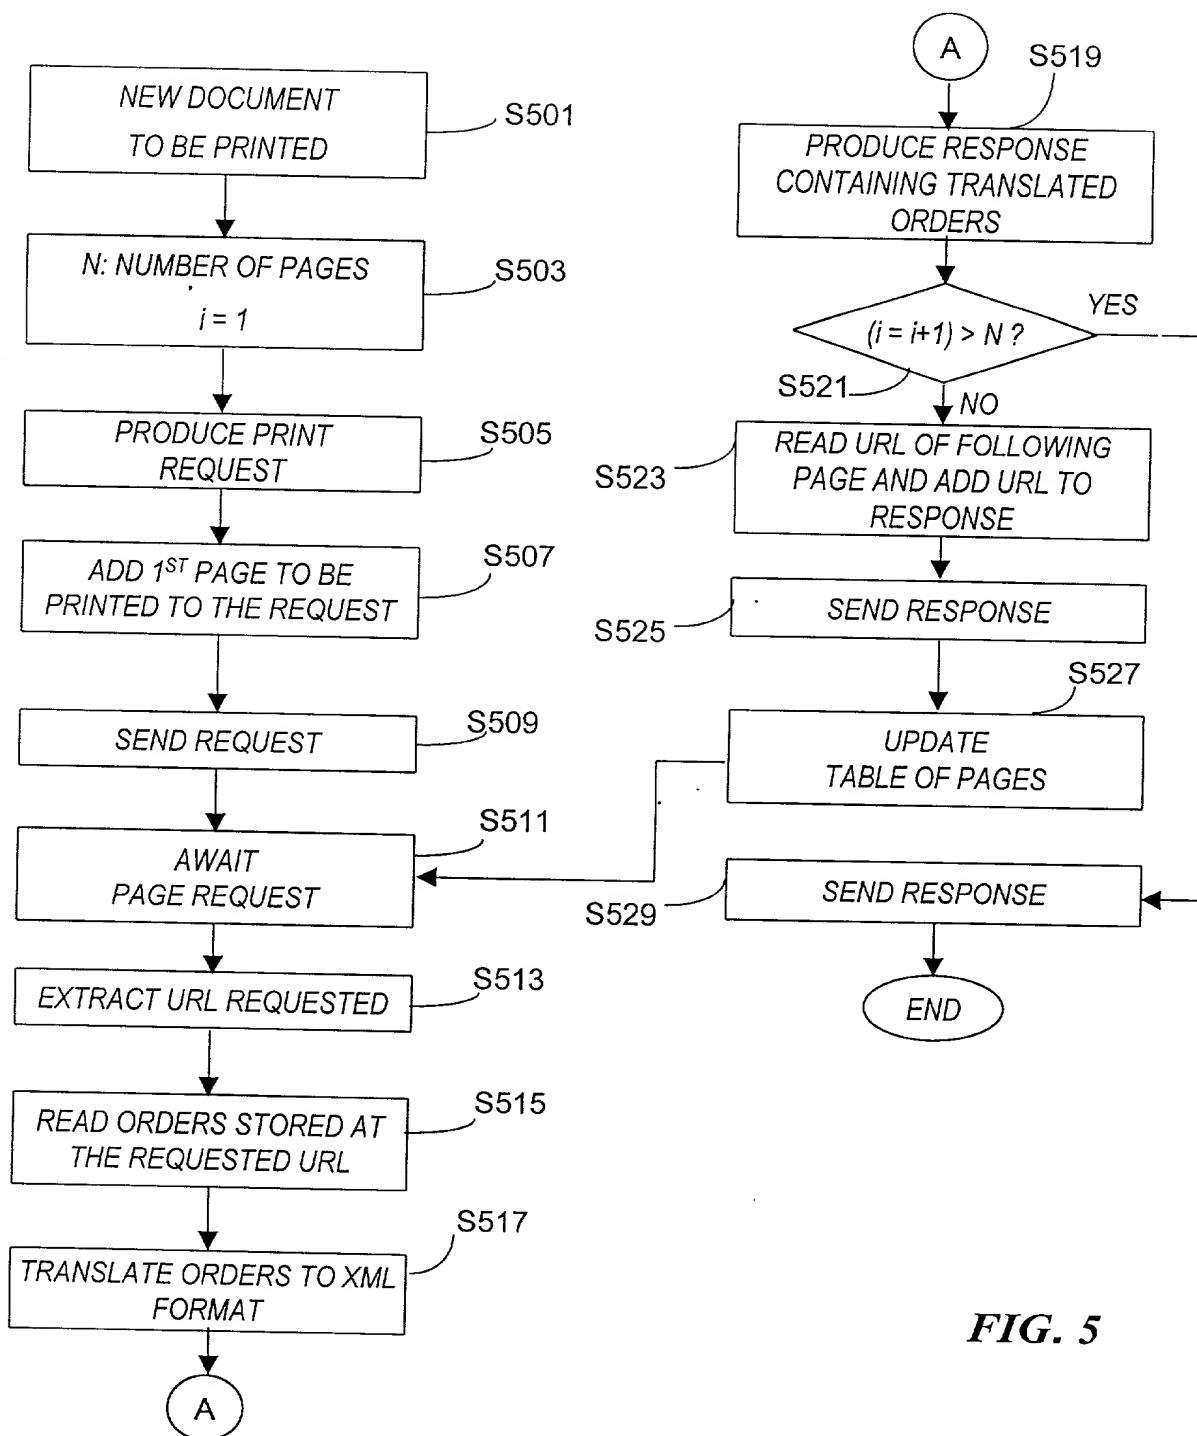 NEW DOCUMENT
TO BE PRINTED
S501
N: NUMBER OF PAGES
i = 1
S503
PRODUCE PRINT
REQUEST
S505
ADD 1ST PAGE TO BE
PRINTED TO THE REQUEST
S507
SEND REQUEST
S509
AWAIT
PAGE REQUEST
S511
EXTRACT URL REQUESTED
S513
READ ORDERS STORED AT
THE REQUESTED URL
S515
TRANSLATE ORDERS TO XML
FORMAT
S517
A
A
S519
PRODUCE RESPONSE
CONTAINING TRANSLATED
ORDERS
(i = i+1) > N ?
YES
S521
NO
READ URL OF FOLLOWING
PAGE AND ADD URL TO
RESPONSE
S523
SEND RESPONSE
S525
S527
UPDATE
TABLE OF PAGES
SEND RESPONSE
S529
END
FIG. 5